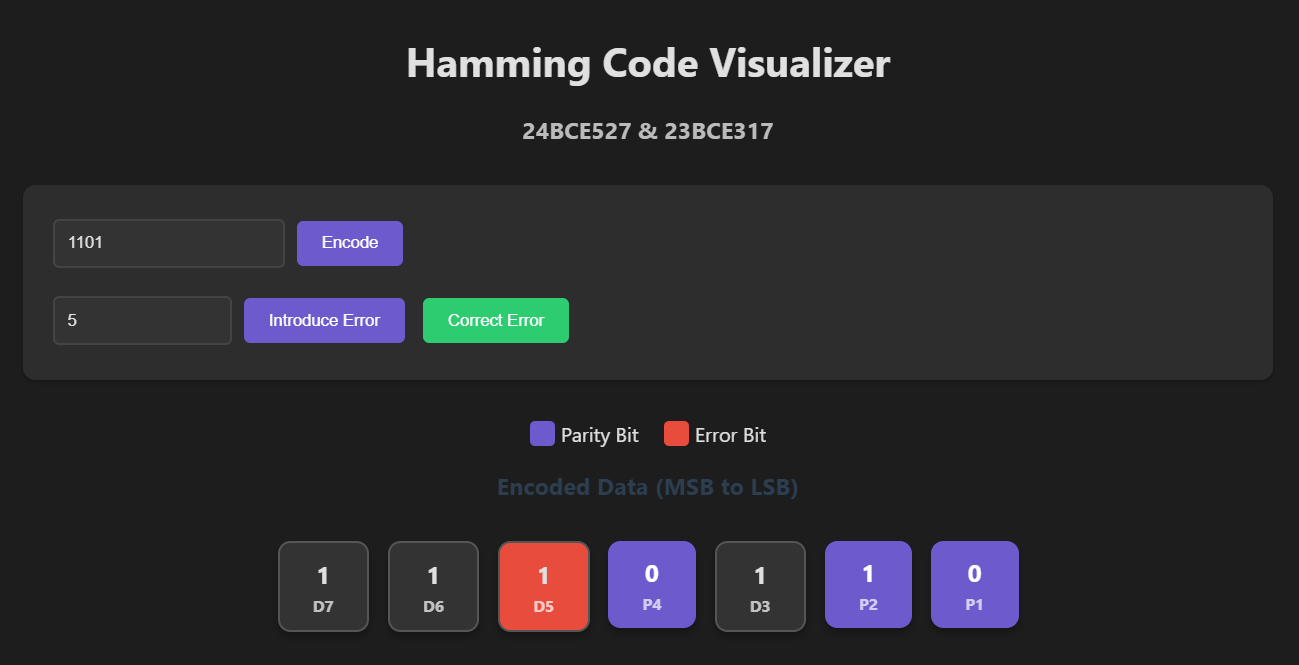 Hamming Code Visualizer
24BCE527 & 23BCE317
1101 Encode
5 Introduce Error Correct Error
Parity Bit Error Bit
Encoded Data (MSB to LSB)
1 1 1 0 1 1 0
D7 D6 D5 P4 D3 P2 P1